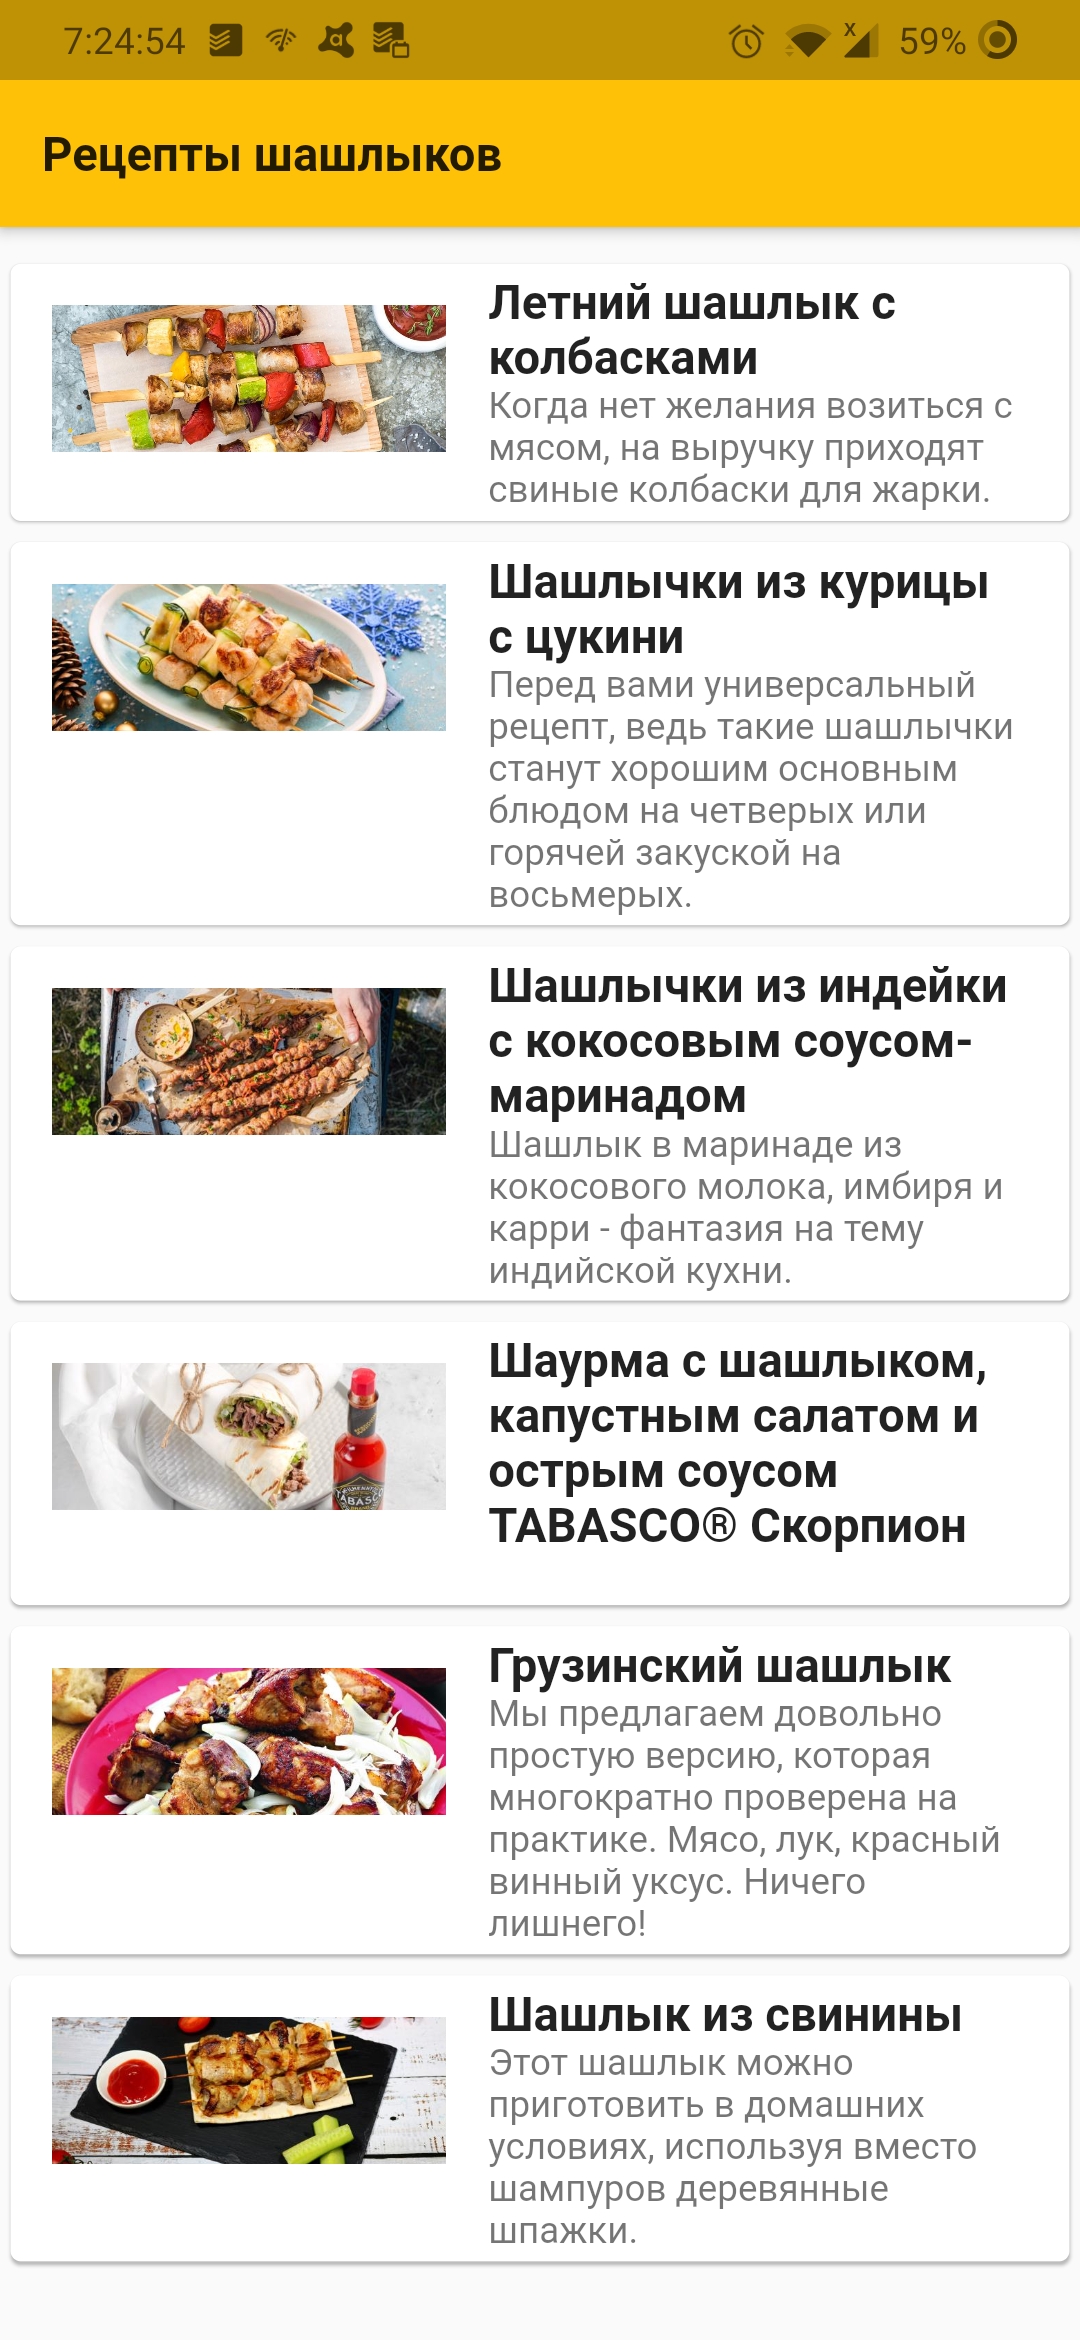 7:24:54
59%
Рецепты шашлыков
Летний шашлык с
колбасками
Когда нет желания возиться с
мясом, на выручку приходят
свиные колбаски для жарки.
Шашлычки из курицы
с цукини
Перед вами универсальный
рецепт, ведь такие шашлычки
станут хорошим основным
блюдом на четверых или
горячей закуской на
восьмерых.
Шашлычки из индейки
с кокосовым соусом-
маринадом
Шашлык в маринаде из
кокосового молока, имбиря и
карри - фантазия на тему
индийской кухни.
Шаурма с шашлыком,
капустным салатом и
острым соусом
TABASCO® Скорпион
TABASCO
Грузинский шашлык
Мы предлагаем довольно
простую версию, которая
многократно проверена на
практике. Мясо, лук, красный
винный уксус. Ничего
лишнего!
Шашлык из свинины
Этот шашлык можно
приготовить в домашних
условиях, используя вместо
шампуров деревянные
шпажки.